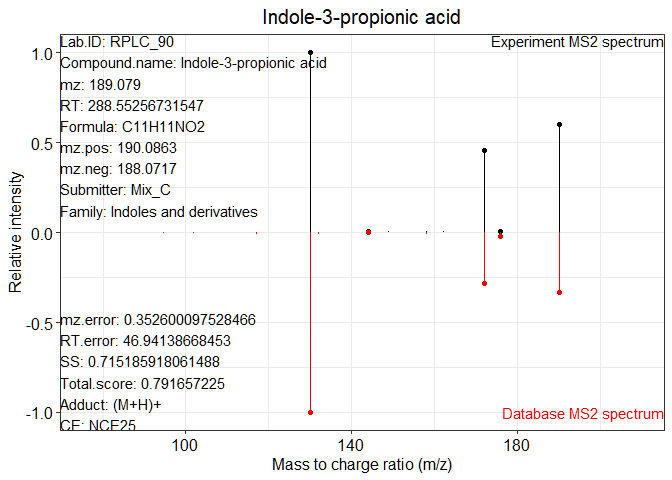 Indole-3-propionic acid
Lab.ID: RPLC_90
Experiment MS2 spectrum
Compound.name: Indole-3-propionic acid
mz: 189.079
RT: 288.55256731547
Formula: C11H11NO2
mz.pos: 190.0863
mz.neg: 188.0717
Submitter: Mix_C
Family: Indoles and derivatives
mz.error: 0.352600097528466
RT.error: 46.94138668453
SS: 0.715185918061488
Total.score: 0.791657225
Adduct: (M+H)+
CE: NCE25
Database MS2 spectrum
Relative intensity
1.0
0.5
0.0
-0.5
-1.0
100
140
180
Mass to charge ratio (m/z)